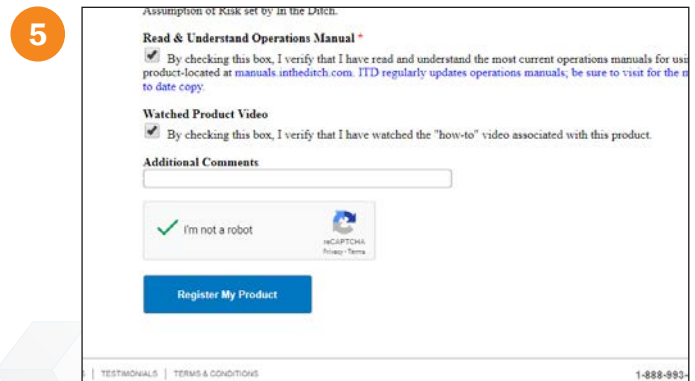 5
Assumption of Risk set by In the Ditch.
Read & Understand Operations Manual *
By checking this box, I verify that I have read and understand the most current operations manuals for usi
product-located at manuals.intheditch.com. ITD regularly updates operations manuals; be sure to visit for the m
to date copy.
Watched Product Video
By checking this box, I verify that I have watched the "how-to" video associated with this product.
Additional Comments
I'm not a robot
reCAPTCHA
Privacy - Terms
Register My Product
S | TESTIMONIALS | TERMS & CONDITIONS
1-888-993-